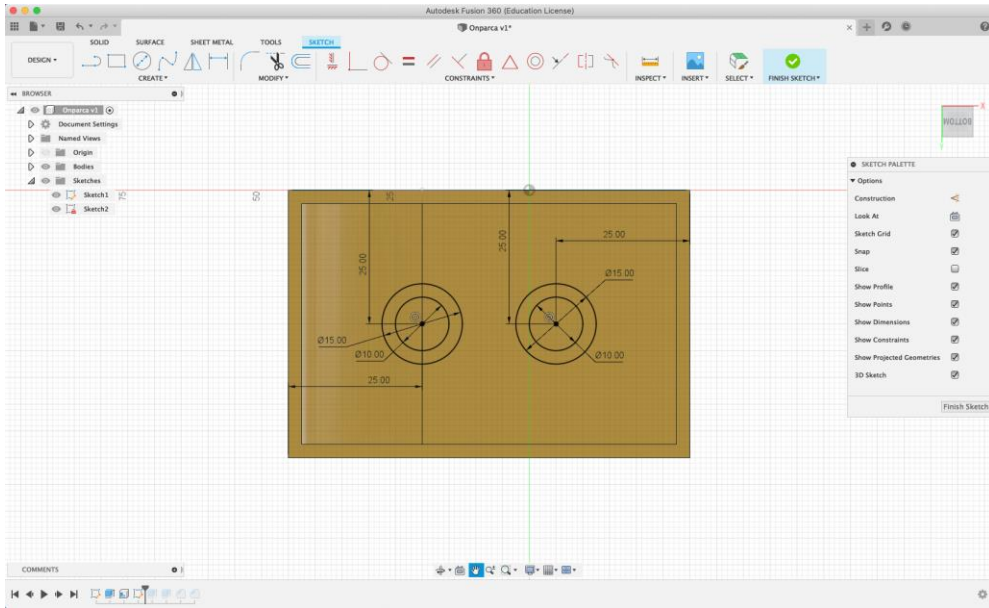 Autodesk Fusion 360 (Education License)
Onparca v1*
SOLID SURFACE SHEET METAL TOOLS SKETCH
DESIGN
CREATE MODIFY CONSTRAINTS INSPECT INSERT SELECT FINISH SKETCH
BROWSER
Onparca v1
Document Settings
Named Views
Origin
Bodies
Sketches
Sketch1
Sketch2
75
50
25
X
BOTTOM
25.00
25.00
25.00
Ø15.00
Ø15.00
Ø10.00
Ø10.00
25.00
SKETCH PALETTE
Options
Construction
Look At
Sketch Grid
Snap
Slice
Show Profile
Show Points
Show Dimensions
Show Constraints
Show Projected Geometries
3D Sketch
Finish Sketch
COMMENTS